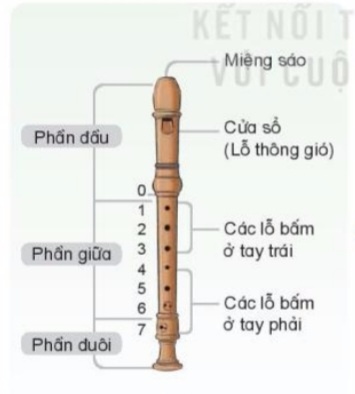 KẾT NỐI T
VỚI CUỘ
Miệng sáo
Phần đầu
Cửa sổ
(Lỗ thông gió)
0
1
2
3
Các lỗ bấm
ở tay trái
Phần giữa
4
5
6
7
Các lỗ bấm
ở tay phải
Phần đuôi